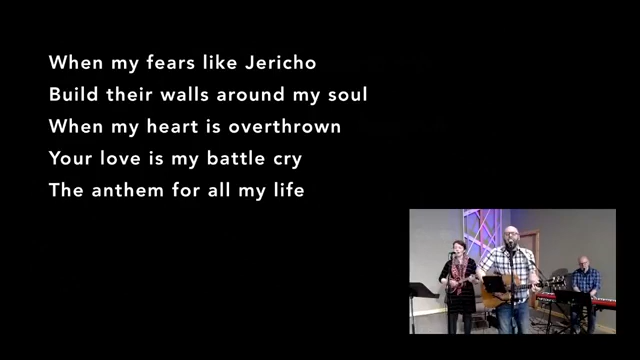 When my fears like Jericho
Build their walls around my soul
When my heart is overthrown
Your love is my battle cry
The anthem for all my life